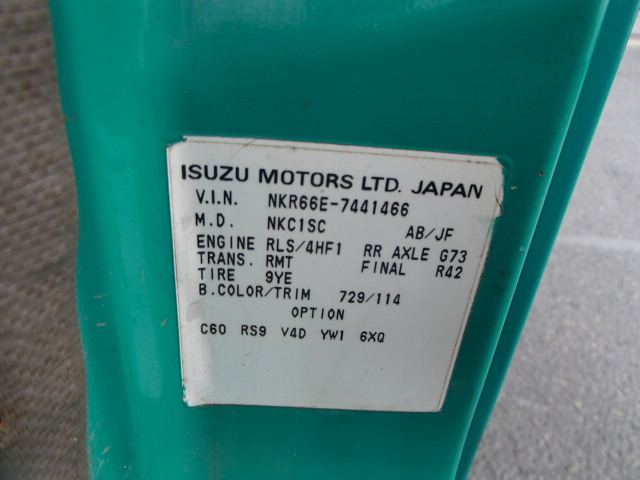 ISUZU MOTORS LTD. JAPAN
V.I.N. NKR66E-7441466
M.D. NKC1SC AB/JF
ENGINE RLS/4HF1 RR AXLE G73
TRANS. RMT FINAL R42
TIRE 9YE
B.COLOR/TRIM 729/114
OPTION
C60 RS9 V4D YW1 6XQ